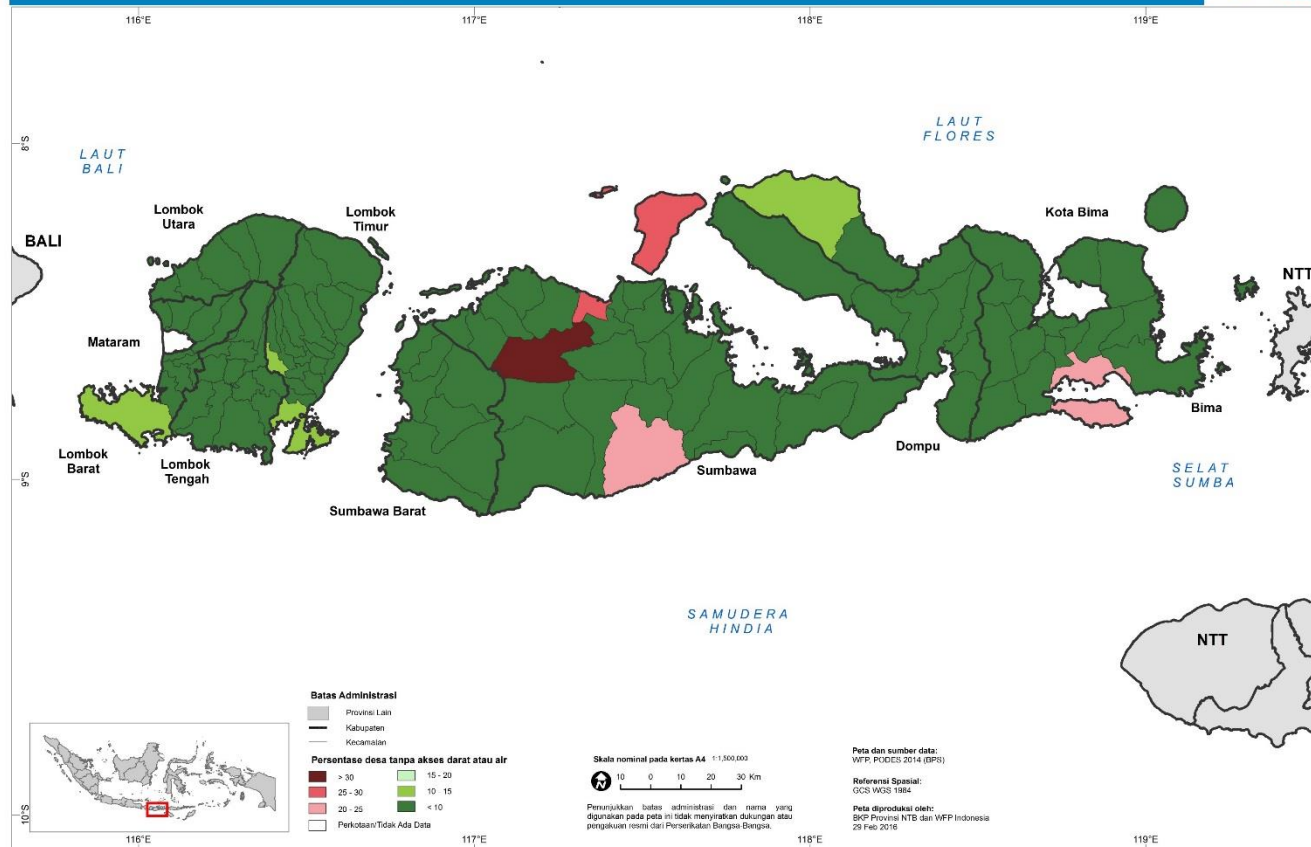 116°E
117°E
118°E
119°E
8°S
LAUT
BALI
LAUT
FLORES
Lombok
Utara
Lombok
Timur
Kota Bima
BALI
NTT
Mataram
Lombok
Barat
Lombok
Tengah
Sumbawa Barat
Sumbawa
Dompu
Bima
9°S
SELAT
SUMBA
SAMUDERA
HINDIA
NTT
Batas Administrasi
Provinsi Lain
Kabupaten
Kecamatan
Persentase desa tanpa akses darat atau air
> 30
25 - 30
20 - 25
Perkotaan/Tidak Ada Data
15 - 20
10 - 15
< 10
Skala nominal pada kertas A4 1:1,500,000
N
10 0 10 20 30 Km
Penunjukkan batas administrasi dan nama yang
digunakan pada peta ini tidak menyiratkan dukungan atau
pengakuan resmi dari Perserikatan Bangsa-Bangsa.
Peta dan sumber data:
WFP, PODES 2014 (BPS)
Referensi Spasial:
GCS WGS 1984
Peta diproduksi oleh:
BKP Provinsi NTB dan WFP Indonesia
29 Feb 2016
10°S
116°E
117°E
118°E
119°E